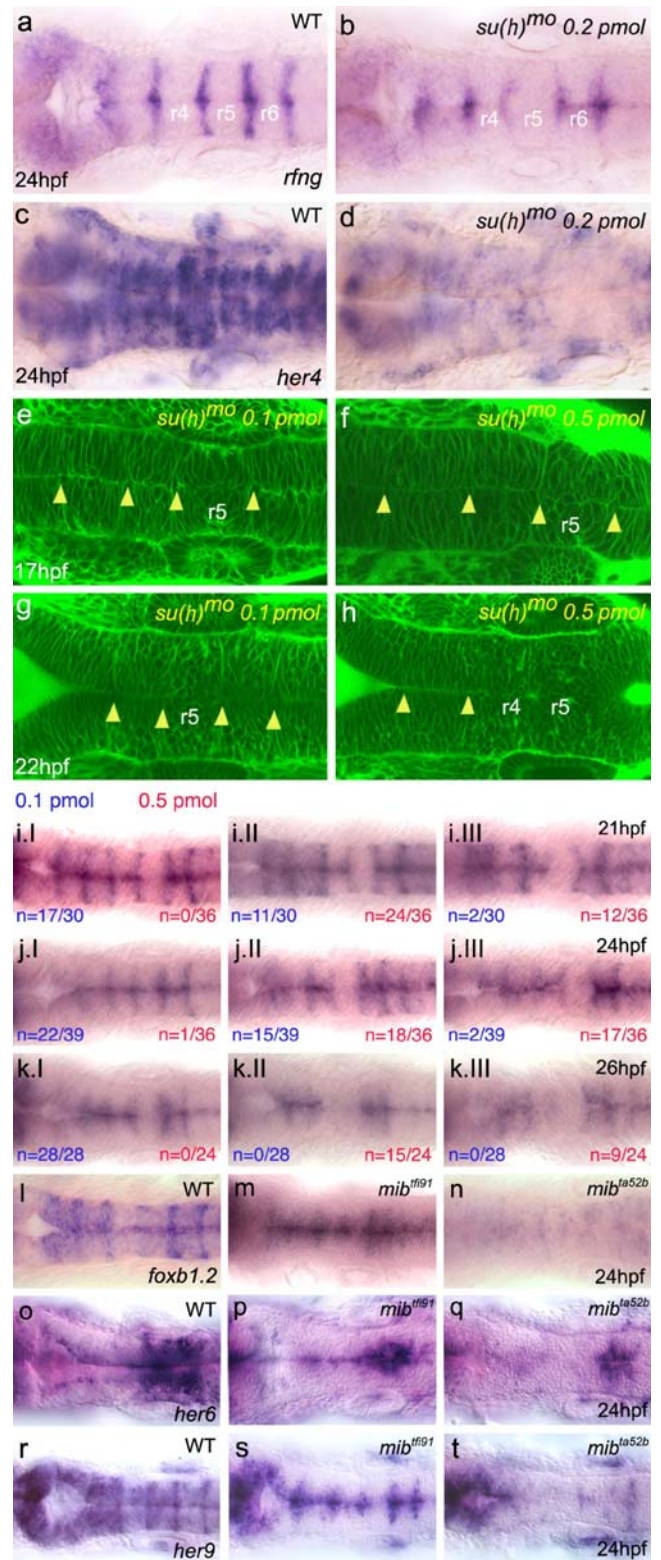 a WT
r4 r5 r6
24hpf rfng
b su(h)mo 0.2 pmol
r4 r5 r6
c WT
24hpf her4
d su(h)mo 0.2 pmol
e su(h)mo 0.1 pmol
r5
17hpf
f su(h)mo 0.5 pmol
r5
g su(h)mo 0.1 pmol
r5
22hpf
h su(h)mo 0.5 pmol
r4 r5
0.1 pmol 0.5 pmol
i.I
n=17/30 n=0/36
i.II
n=11/30 n=24/36
i.III 21hpf
n=2/30 n=12/36
j.I
n=22/39 n=1/36
j.II
n=15/39 n=18/36
j.III 24hpf
n=2/39 n=17/36
k.I
n=28/28 n=0/24
k.II
n=0/28 n=15/24
k.III 26hpf
n=0/28 n=9/24
l WT
foxb1.2
m mibtfi91
n mibta52b
24hpf
o WT
her6
p mibtfi91
q mibta52b
24hpf
r WT
her9
s mibtfi91
t mibta52b
24hpf